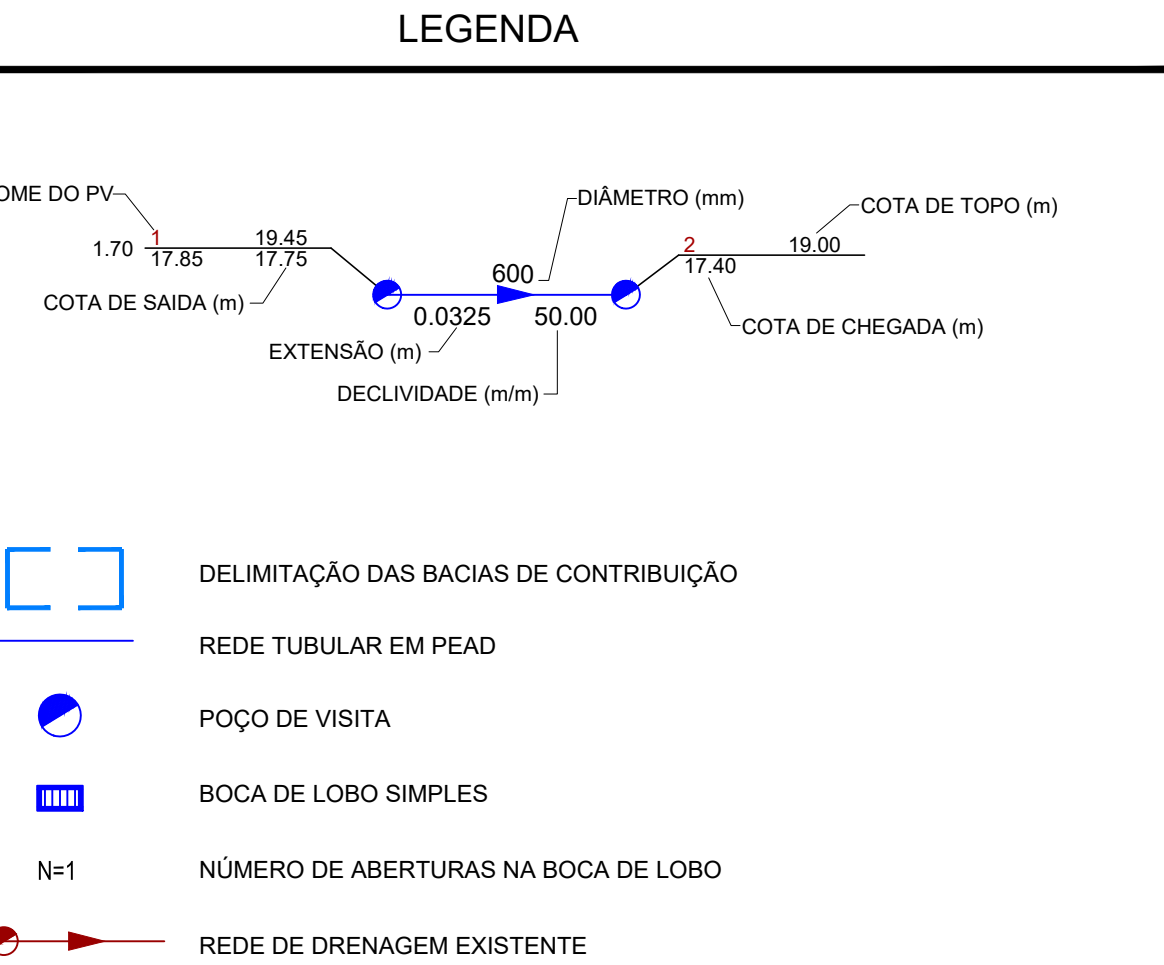 LEGENDA
OME DO PV
DIÂMETRO (mm)
COTA DE TOPO (m)
1.70 1 19.45
17.85 17.75
2 19.00
17.40
600
COTA DE SAIDA (m)
0.0325 50.00
COTA DE CHEGADA (m)
EXTENSÃO (m)
DECLIVIDADE (m/m)
DELIMITAÇÃO DAS BACIAS DE CONTRIBUIÇÃO
REDE TUBULAR EM PEAD
POÇO DE VISITA
BOCA DE LOBO SIMPLES
N=1 NÚMERO DE ABERTURAS NA BOCA DE LOBO
REDE DE DRENAGEM EXISTENTE